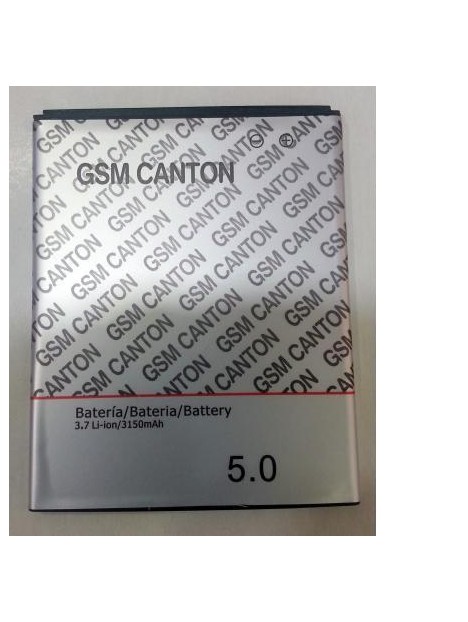 GSM CANTON
Batería/Bateria/Battery
3.7 Li-ion/3150mAh
5.0